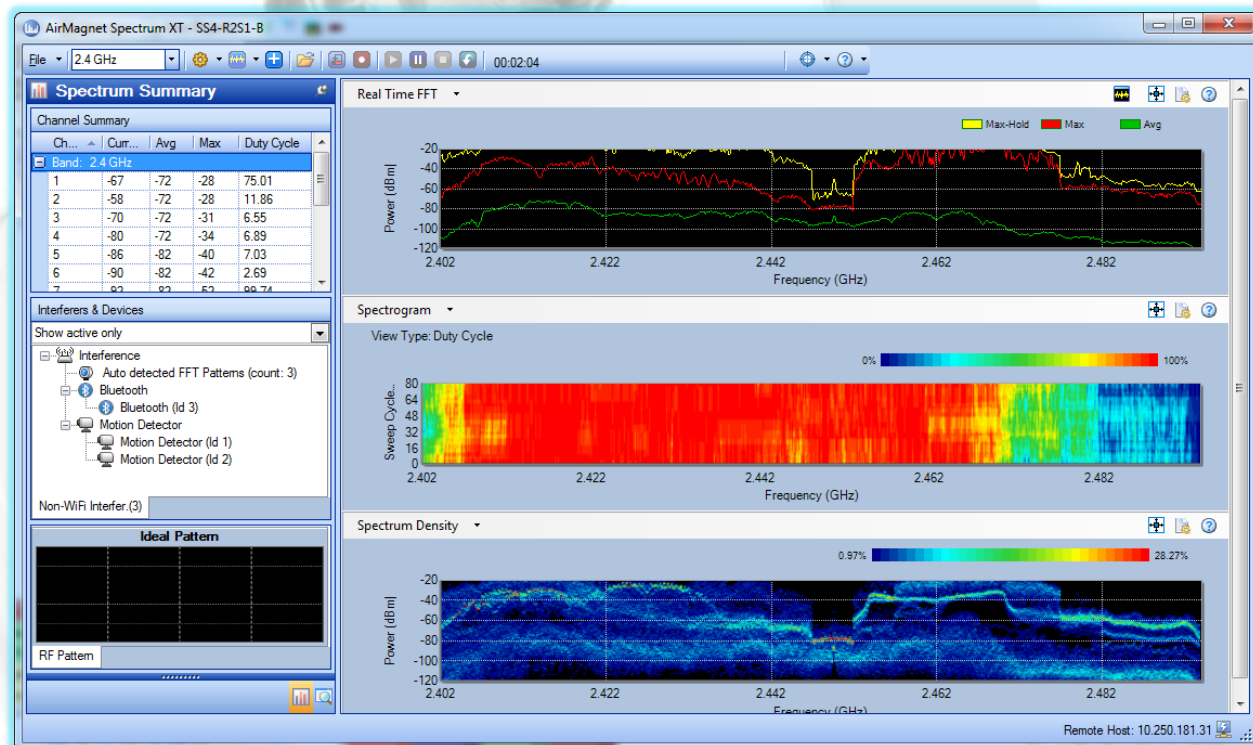 AirMagnet Spectrum XT - SS4-R2S1-B
File 2.4 GHz 00:02:04
Spectrum Summary
Channel Summary
Ch... Curr... Avg Max Duty Cycle
Band: 2.4 GHz
1 -67 -72 -28 75.01
2 -58 -72 -28 11.86
3 -70 -72 -31 6.55
4 -80 -72 -34 6.89
5 -86 -82 -40 7.03
6 -90 -82 -42 2.69
7 -92 -82 -52 99.74
Interferers & Devices
Show active only
Interference
Auto detected FFT Patterns (count: 3)
Bluetooth
Bluetooth (Id 3)
Motion Detector
Motion Detector (Id 1)
Motion Detector (Id 2)
Non-WiFi Interfer.(3)
Ideal Pattern
RF Pattern
Real Time FFT
Max-Hold Max Avg
Power (dBm)
-20
-40
-60
-80
-100
-120
2.402 2.422 2.442 2.462 2.482
Frequency (GHz)
Spectrogram
View Type: Duty Cycle
0% 100%
Sweep Cycle...
80
64
48
32
16
0
2.402 2.422 2.442 2.462 2.482
Frequency (GHz)
Spectrum Density
0.97% 28.27%
Power (dBm)
-20
-40
-60
-80
-100
-120
2.402 2.422 2.442 2.462 2.482
Frequency (GHz)
Remote Host: 10.250.181.31